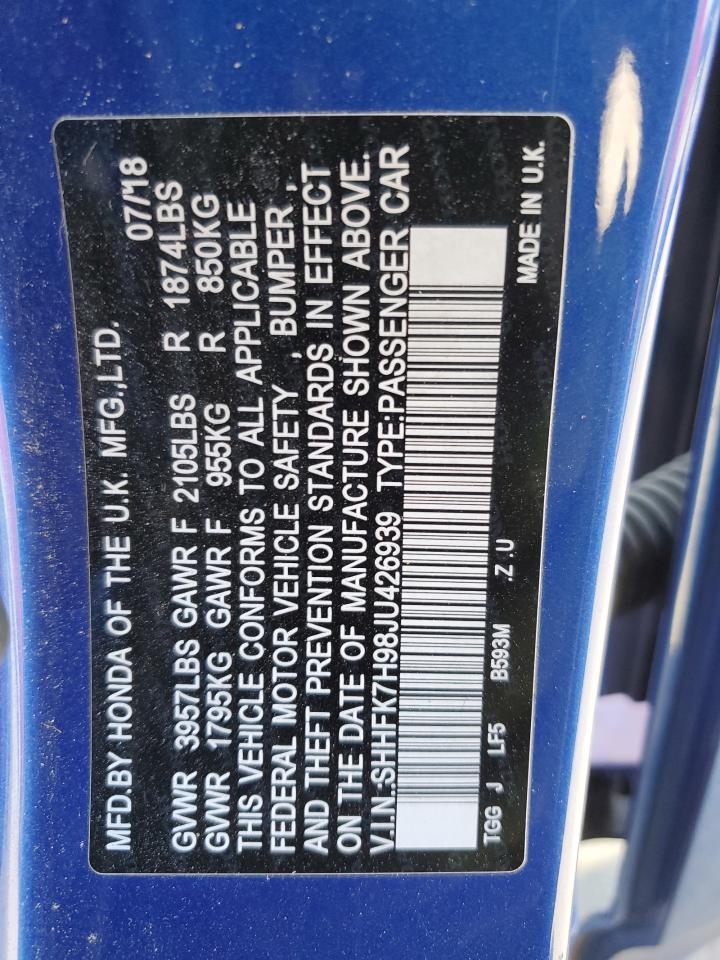 MFD.BY HONDA OF THE U.K. MFG.,LTD. 07/18
GVWR 3957LBS GAWR F 2105LBS R 1874LBS
GVWR 1795KG GAWR F 955KG R 850KG
THIS VEHICLE CONFORMS TO ALL APPLICABLE
FEDERAL MOTOR VEHICLE SAFETY , BUMPER ,
AND THEFT PREVENTION STANDARDS IN EFFECT
ON THE DATE OF MANUFACTURE SHOWN ABOVE.
V.I.N.:SHHFK7H98JU426939 TYPE:PASSENGER CAR
TGG J LF5 B593M .Z .U MADE IN U.K.